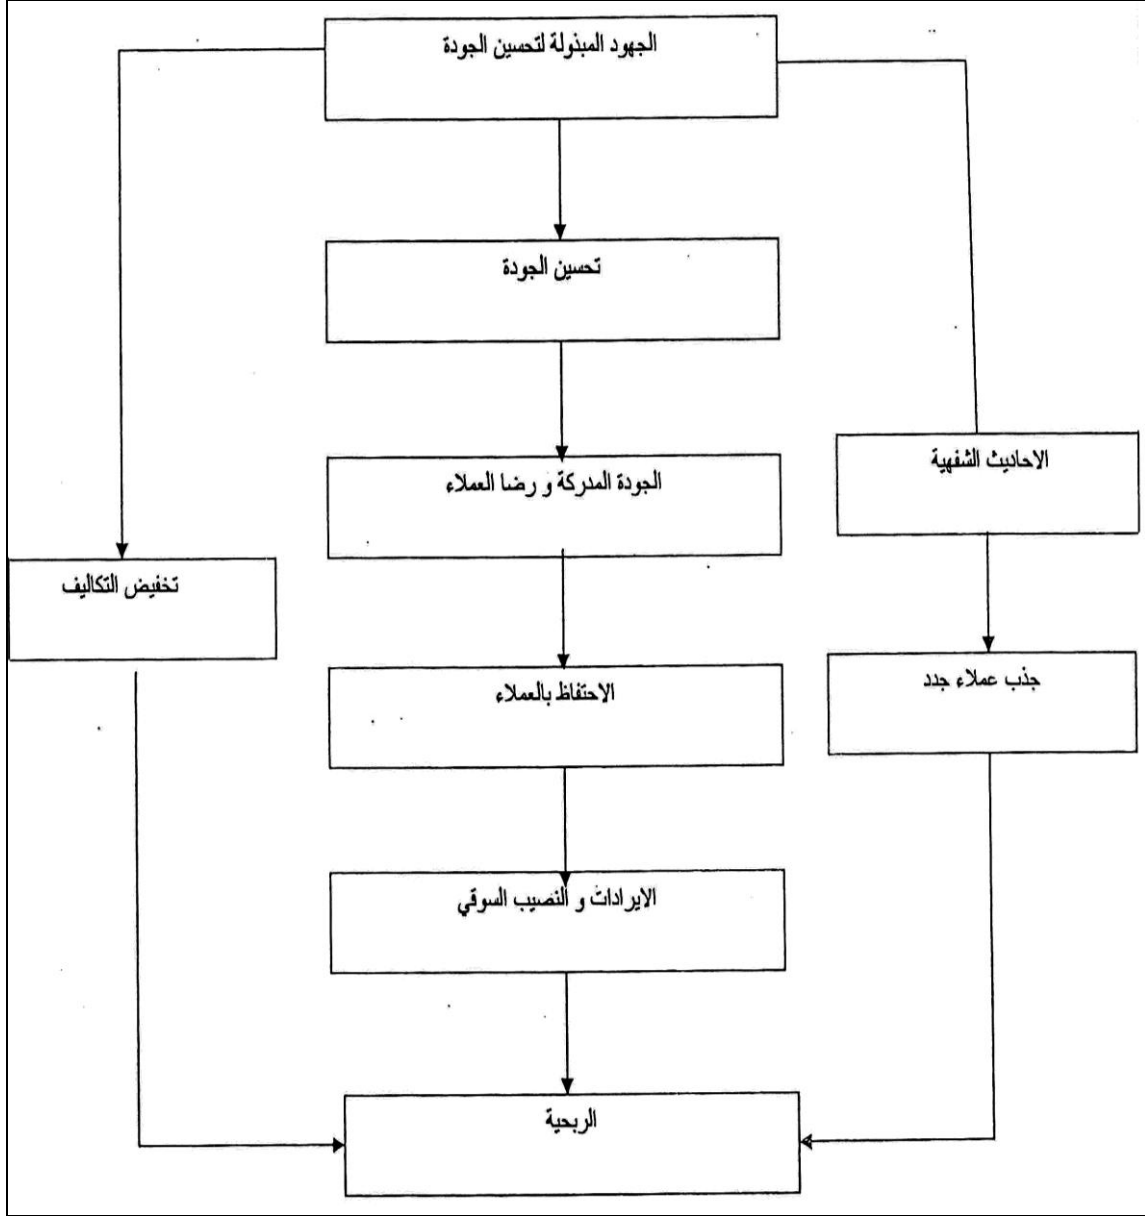 الجهود المبذولة لتحسين الجودة
تحسين الجودة
الاحاديث الشفهية
الجودة المدركة و رضا العملاء
تخفيض التكاليف
جذب عملاء جدد
الاحتفاظ بالعملاء
الايرادات و النصيب السوقي
الربحية